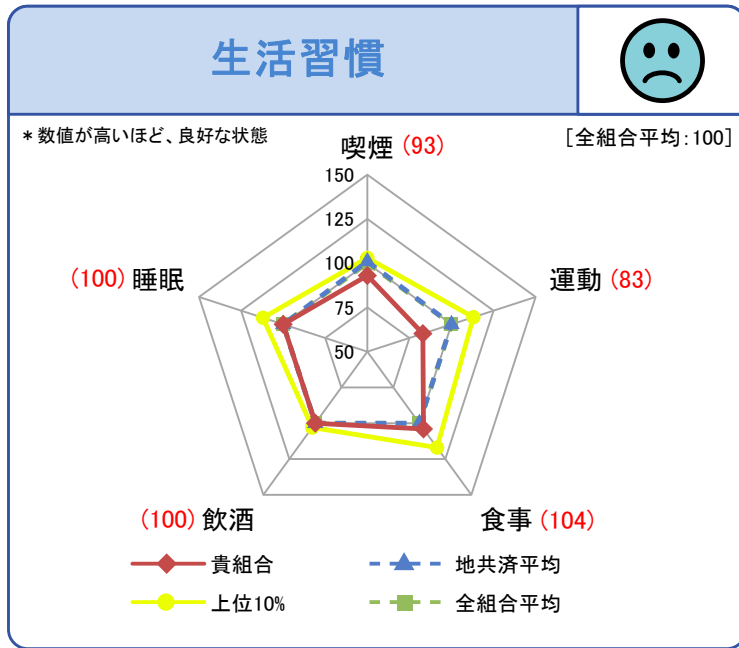 生活習慣
*数値が高いほど、良好な状態
[全組合平均:100]
喫煙 (93)
150
125
100
75
50
(100) 睡眠
運動 (83)
(100) 飲酒
食事 (104)
貴組合
地共済平均
上位10%
全組合平均